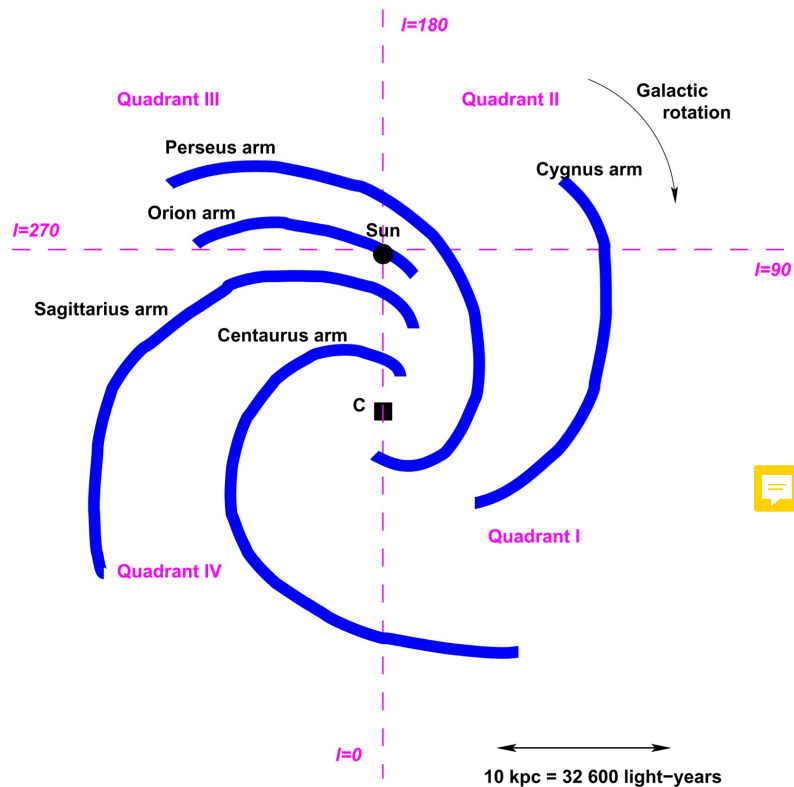 l=180
Quadrant III
Quadrant II
Galactic
rotation
Perseus arm
Cygnus arm
Orion arm
l=270
Sun
l=90
Sagittarius arm
Centaurus arm
C
Quadrant I
Quadrant IV
l=0
10 kpc = 32 600 light−years